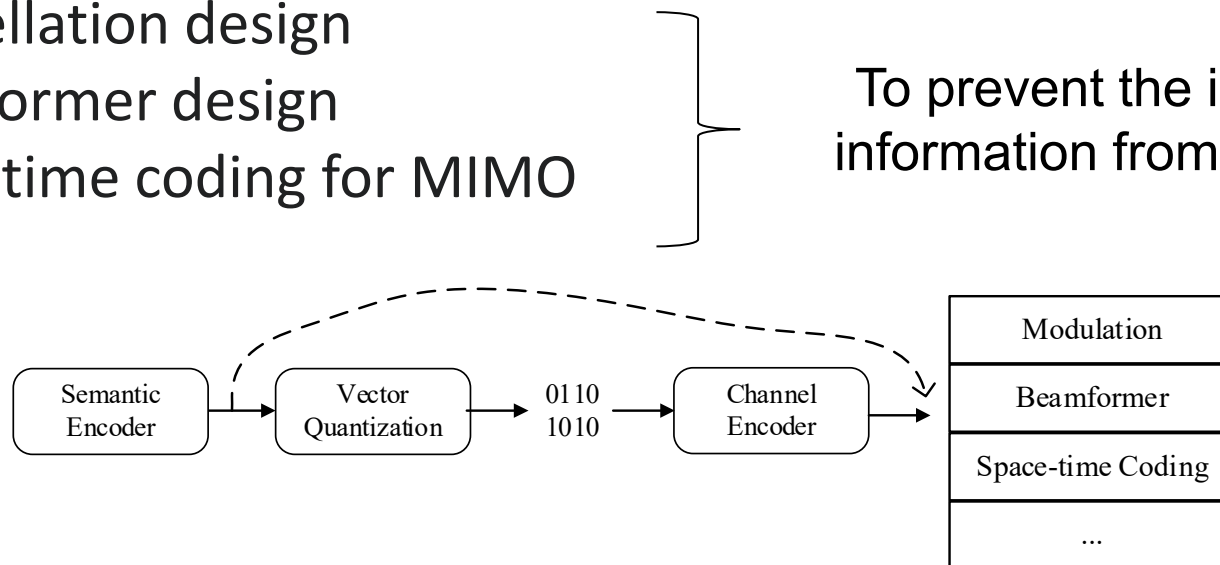 ellation design
ormer design
time coding for MIMO
To prevent the i
information from
Semantic
Encoder
Vector
Quantization
0110
1010
Channel
Encoder
Modulation
Beamformer
Space-time Coding
...